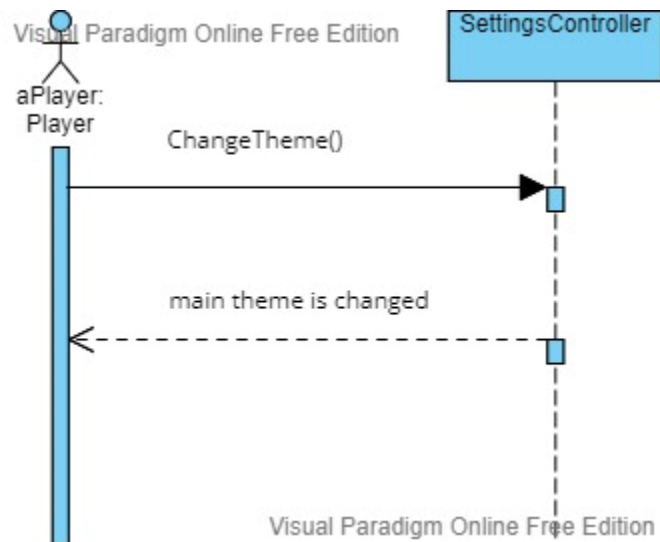 Visual Paradigm Online Free Edition
SettingsController
aPlayer:
Player
ChangeTheme()
main theme is changed
Visual Paradigm Online Free Edition